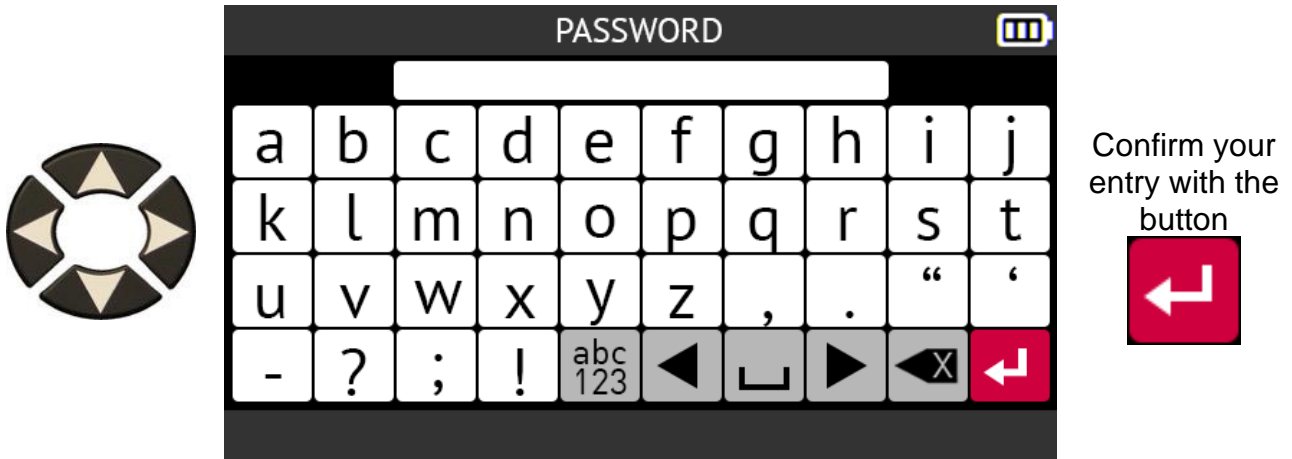 PASSWORD
a b c d e f g h i j
k l m n o p q r s t
u v w x y z , . “ ‘
- ? ; ! abc 123 X
Confirm your
entry with the
button